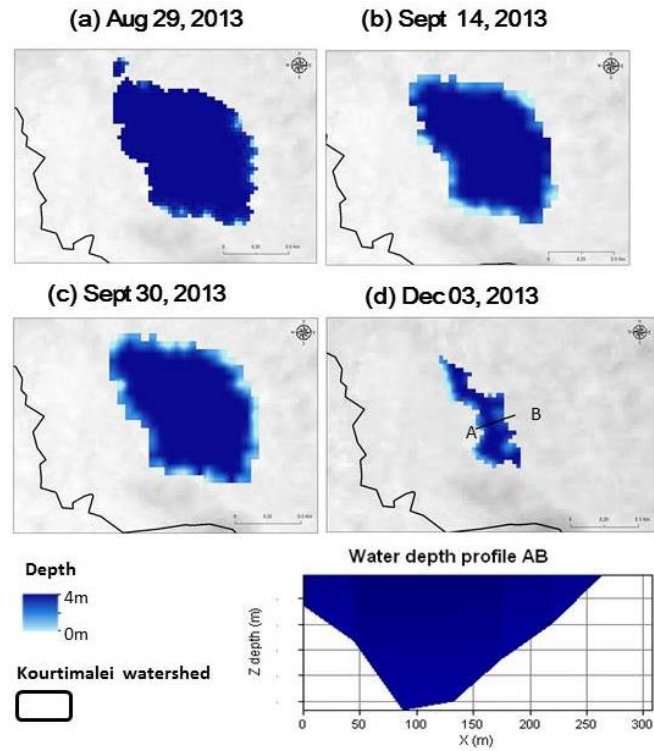 (a) Aug 29, 2013
(b) Sept 14, 2013
(c) Sept 30, 2013
(d) Dec 03, 2013
A
B
Depth
4m
0m
Kourtimalei watershed
Water depth profile AB
Z depth (m)
0 50 100 150 200 250 300
X (m)